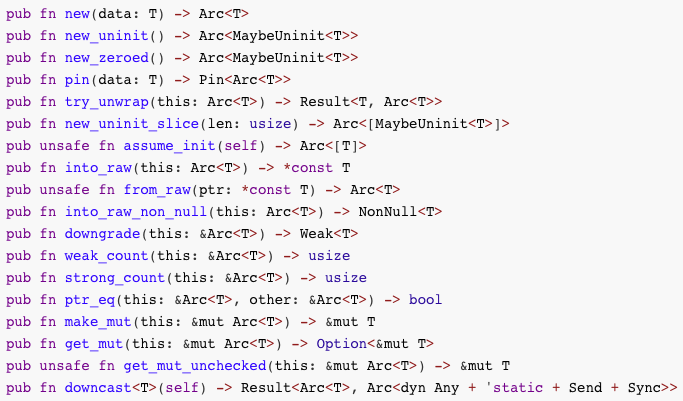 pub fn new(data: T) -> Arc<T>
pub fn new_uninit() -> Arc<MaybeUninit<T>>
pub fn new_zeroed() -> Arc<MaybeUninit<T>>
pub fn pin(data: T) -> Pin<Arc<T>>
pub fn try_unwrap(this: Arc<T>) -> Result<T, Arc<T>>
pub fn new_uninit_slice(len: usize) -> Arc<[MaybeUninit<T>]>
pub unsafe fn assume_init(self) -> Arc<[T]>
pub fn into_raw(this: Arc<T>) -> *const T
pub unsafe fn from_raw(ptr: *const T) -> Arc<T>
pub fn into_raw_non_null(this: Arc<T>) -> NonNull<T>
pub fn downgrade(this: &Arc<T>) -> Weak<T>
pub fn weak_count(this: &Arc<T>) -> usize
pub fn strong_count(this: &Arc<T>) -> usize
pub fn ptr_eq(this: &Arc<T>, other: &Arc<T>) -> bool
pub fn make_mut(this: &mut Arc<T>) -> &mut T
pub fn get_mut(this: &mut Arc<T>) -> Option<&mut T>
pub unsafe fn get_mut_unchecked(this: &mut Arc<T>) -> &mut T
pub fn downcast<T>(self) -> Result<Arc<T>, Arc<dyn Any + 'static + Send + Sync>>